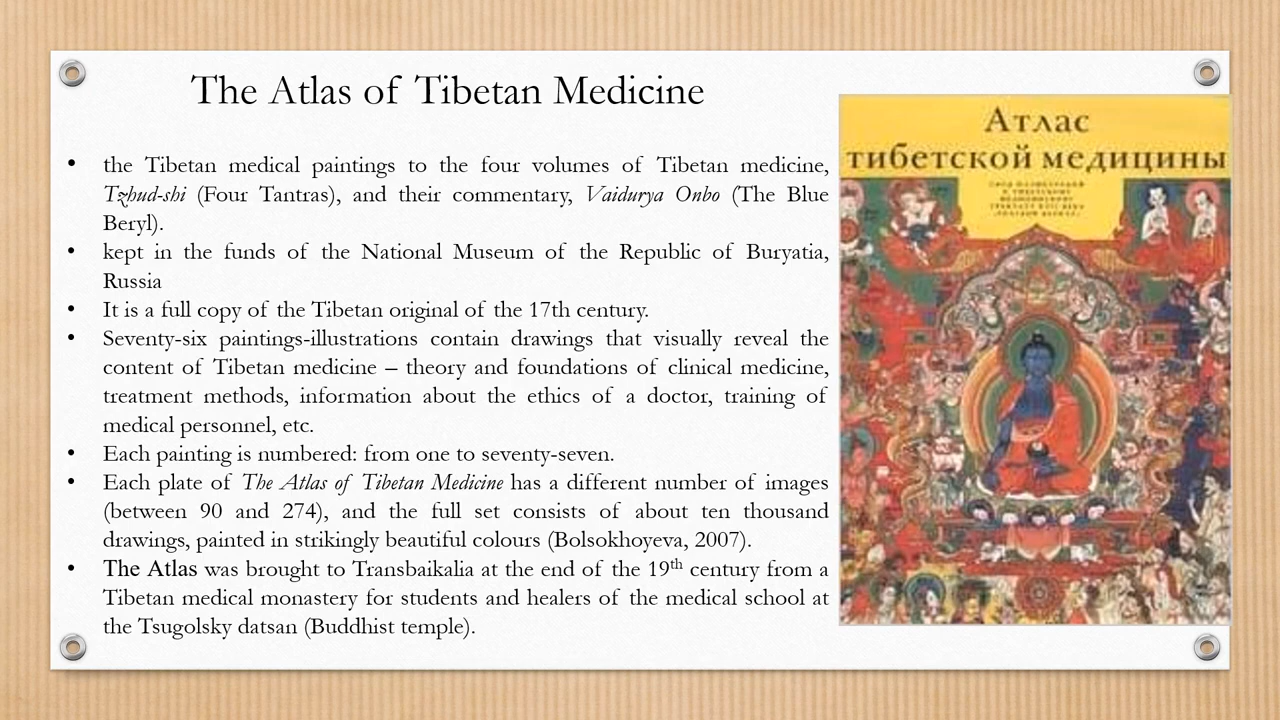 The Atlas of Tibetan Medicine
• the Tibetan medical paintings to the four volumes of Tibetan medicine,
Tzhud-shi (Four Tantras), and their commentary, Vaidurya Onbo (The Blue
Beryl).
• kept in the funds of the National Museum of the Republic of Buryatia,
Russia
• It is a full copy of the Tibetan original of the 17th century.
• Seventy-six paintings-illustrations contain drawings that visually reveal the
content of Tibetan medicine – theory and foundations of clinical medicine,
treatment methods, information about the ethics of a doctor, training of
medical personnel, etc.
• Each painting is numbered: from one to seventy-seven.
• Each plate of The Atlas of Tibetan Medicine has a different number of images
(between 90 and 274), and the full set consists of about ten thousand
drawings, painted in strikingly beautiful colours (Bolsokhoyeva, 2007).
• The Atlas was brought to Transbaikalia at the end of the 19th century from a
Tibetan medical monastery for students and healers of the medical school at
the Tsugolsky datsan (Buddhist temple).
Атлас
тибетской медицины